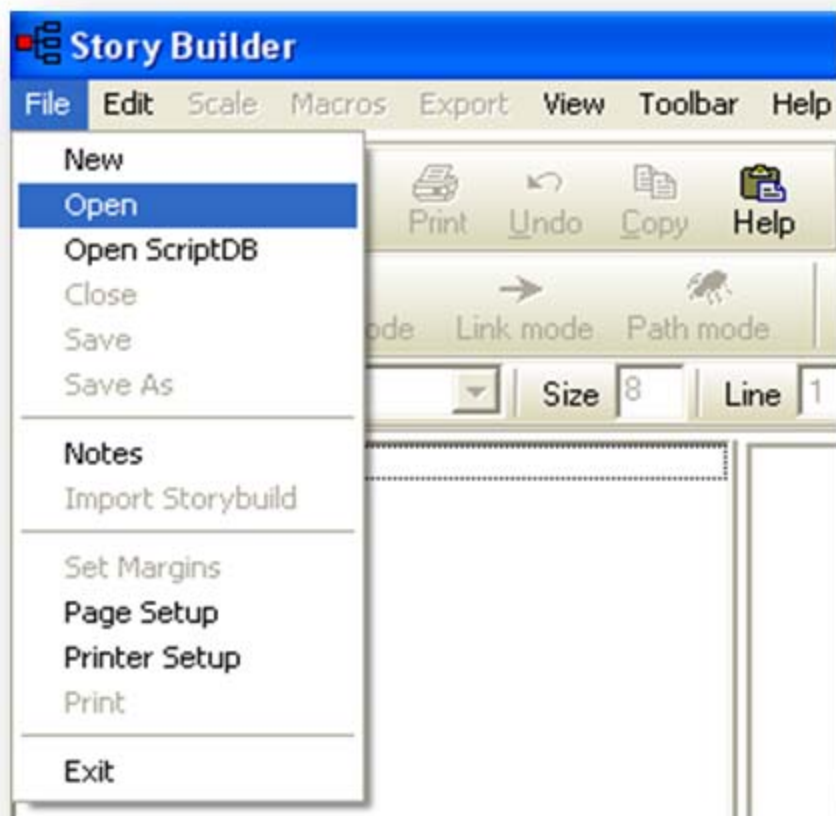 Story Builder
File Edit Scale Macros Export View Toolbar Help
New
Open
Open ScriptDB
Close
Save
Save As
Notes
Import Storybuild
Set Margins
Page Setup
Printer Setup
Print
Exit
Print Undo Copy Help
ode Link mode Path mode
Size 8 Line 1